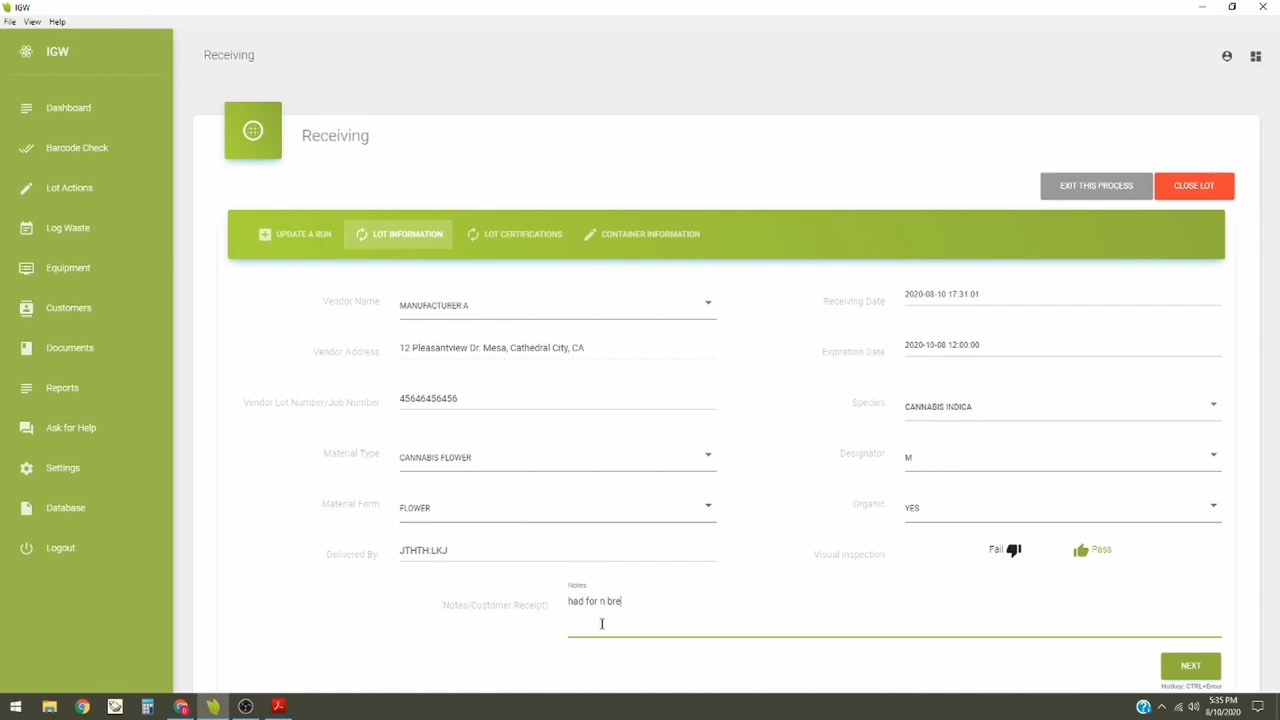 IGW
File View Help
IGW
Receiving
Dashboard
Barcode Check
Lot Actions
Log Waste
Equipment
Customers
Documents
Reports
Ask for Help
Settings
Database
Logout
Receiving
EXIT THIS PROCESS CLOSE LOT
UPDATE A RUN LOT INFORMATION LOT CERTIFICATIONS CONTAINER INFORMATION
Vendor Name MANUFACTURER A
Receiving Date 2020-08-10 17:31:01
Vendor Address 12 Pleasantview Dr. Mesa, Cathedral City, CA
Expiration Date 2020-10-08 12:00:00
Vendor Lot Number/Job Number 45646456456
Species CANNABIS INDICA
Material Type CANNABIS FLOWER
Designator M
Material Form FLOWER
Organic YES
Delivered By: JTHTH:LKJ
Visual Inspection Fail Pass
Notes
Notes(Customer Receipt) had for n bre
NEXT
Hotkey: CTRL+Enter
5:35 PM
8/10/2020